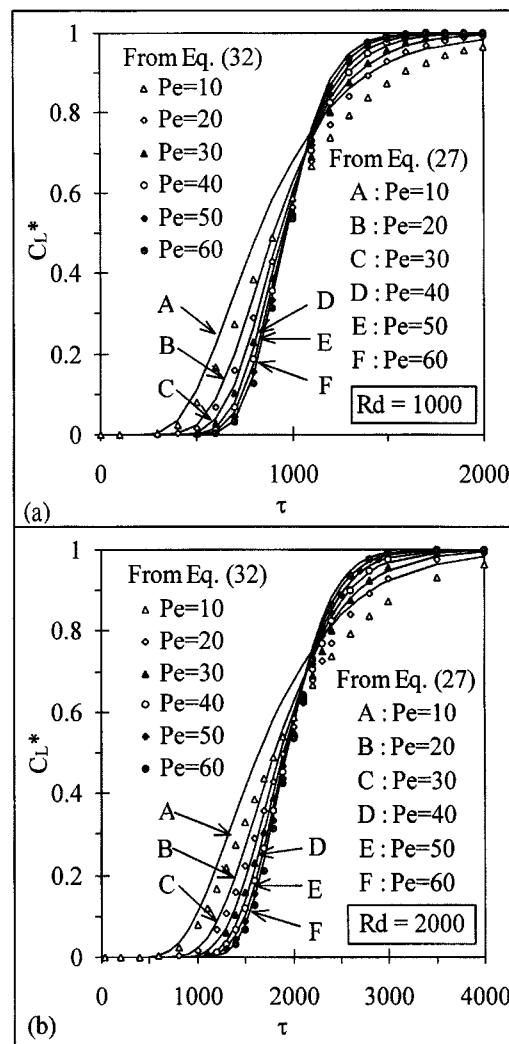 From Eq. (32)
△ Pe=10
◇ Pe=20
▲ Pe=30
○ Pe=40
◆ Pe=50
● Pe=60
From Eq. (27)
A : Pe=10
B : Pe=20
C : Pe=30
D : Pe=40
E : Pe=50
F : Pe=60
Rd = 1000
A
B
C
D
E
F
CL*
1
0.8
0.6
0.4
0.2
0
0
1000
2000
τ
(a)
From Eq. (32)
△ Pe=10
◇ Pe=20
▲ Pe=30
○ Pe=40
◆ Pe=50
● Pe=60
From Eq. (27)
A : Pe=10
B : Pe=20
C : Pe=30
D : Pe=40
E : Pe=50
F : Pe=60
Rd = 2000
A
B
C
D
E
F
CL*
1
0.8
0.6
0.4
0.2
0
0
1000
2000
3000
4000
τ
(b)